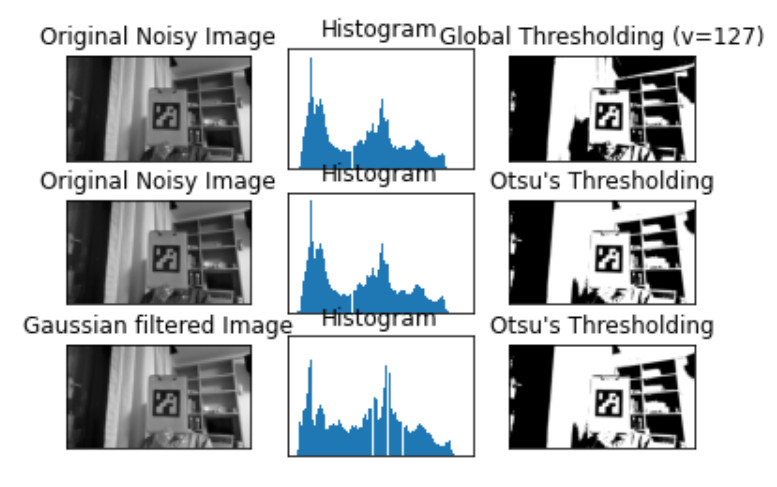 Original Noisy Image
Histogram
Global Thresholding (v=127)
Original Noisy Image
Histogram
Otsu's Thresholding
Gaussian filtered Image
Histogram
Otsu's Thresholding